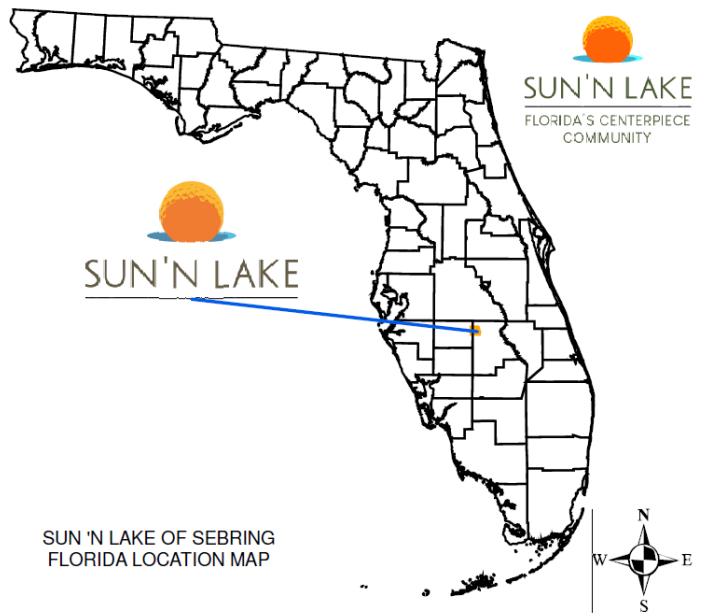 SUN'N LAKE
FLORIDA'S CENTERPIECE
COMMUNITY
SUN'N LAKE
SUN 'N LAKE OF SEBRING
FLORIDA LOCATION MAP
N
W E
S